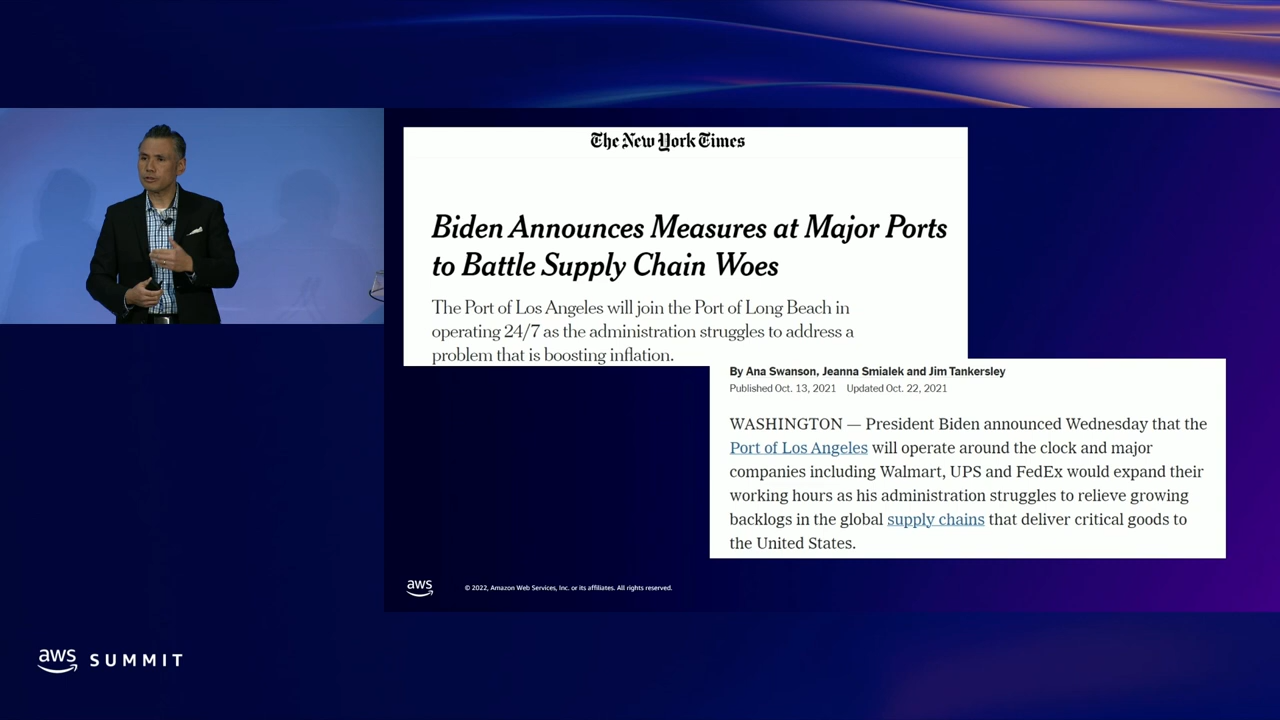 The New York Times
Biden Announces Measures at Major Ports
to Battle Supply Chain Woes
The Port of Los Angeles will join the Port of Long Beach in
operating 24/7 as the administration struggles to address a
problem that is boosting inflation.
By Ana Swanson, Jeanna Smialek and Jim Tankersley
Published Oct. 13, 2021 Updated Oct. 22, 2021
WASHINGTON — President Biden announced Wednesday that the
Port of Los Angeles will operate around the clock and major
companies including Walmart, UPS and FedEx would expand their
working hours as his administration struggles to relieve growing
backlogs in the global supply chains that deliver critical goods to
the United States.
aws
© 2022, Amazon Web Services, Inc. or its affiliates. All rights reserved.
aws SUMMIT